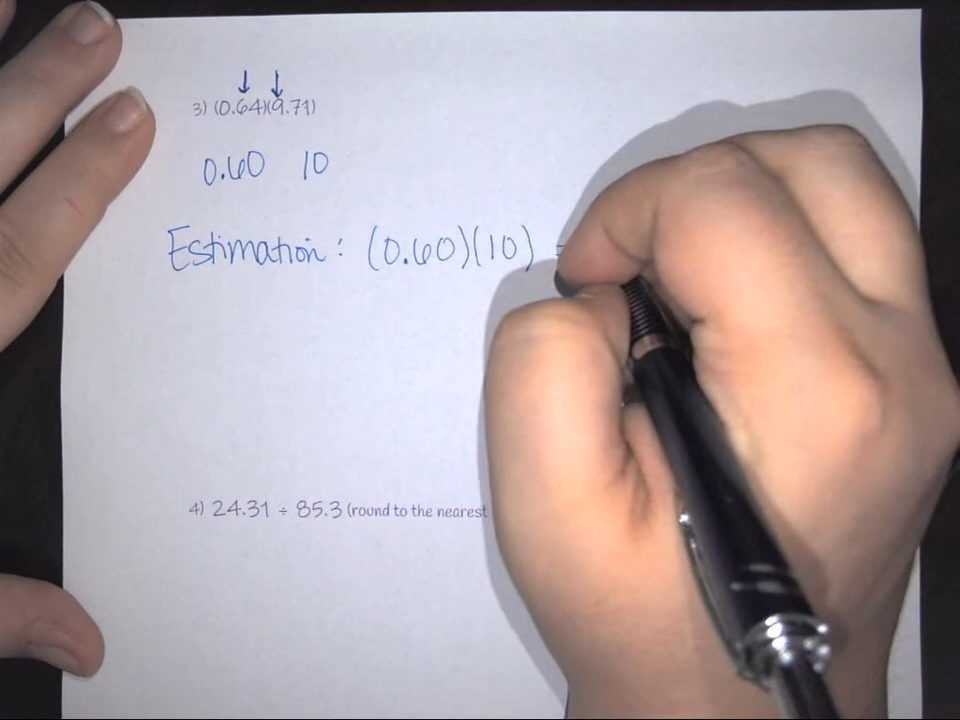 3) (0.64)(9.71)
0.60 10
Estimation: (0.60)(10) =
4) 24.31 ÷ 85.3 (round to the nearest